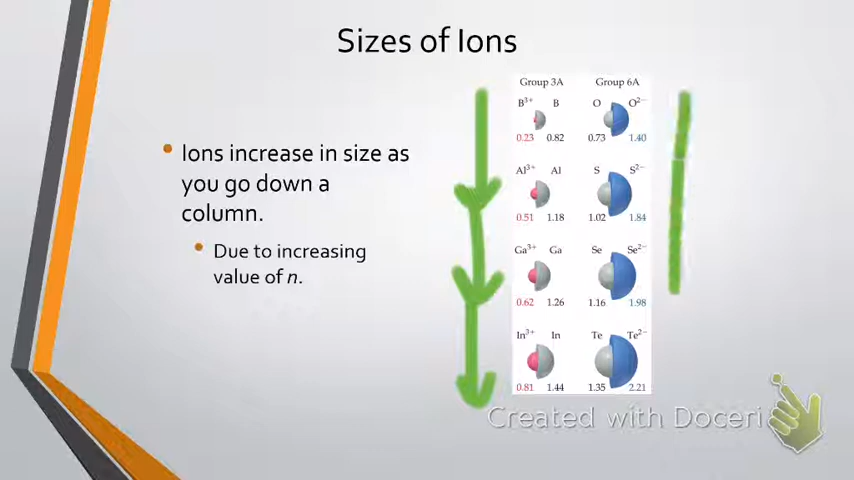 Sizes of Ions
Group 3A Group 6A
B³⁺ B O O²⁻
0.23 0.82 0.73 1.40
• Ions increase in size as
you go down a
column.
Al³⁺ Al S S²⁻
0.51 1.18 1.02 1.84
• Due to increasing
value of n.
Ga³⁺ Ga Se Se²⁻
0.62 1.26 1.16 1.98
In³⁺ In Te Te²⁻
0.81 1.44 1.35 2.21
Created with Doceri